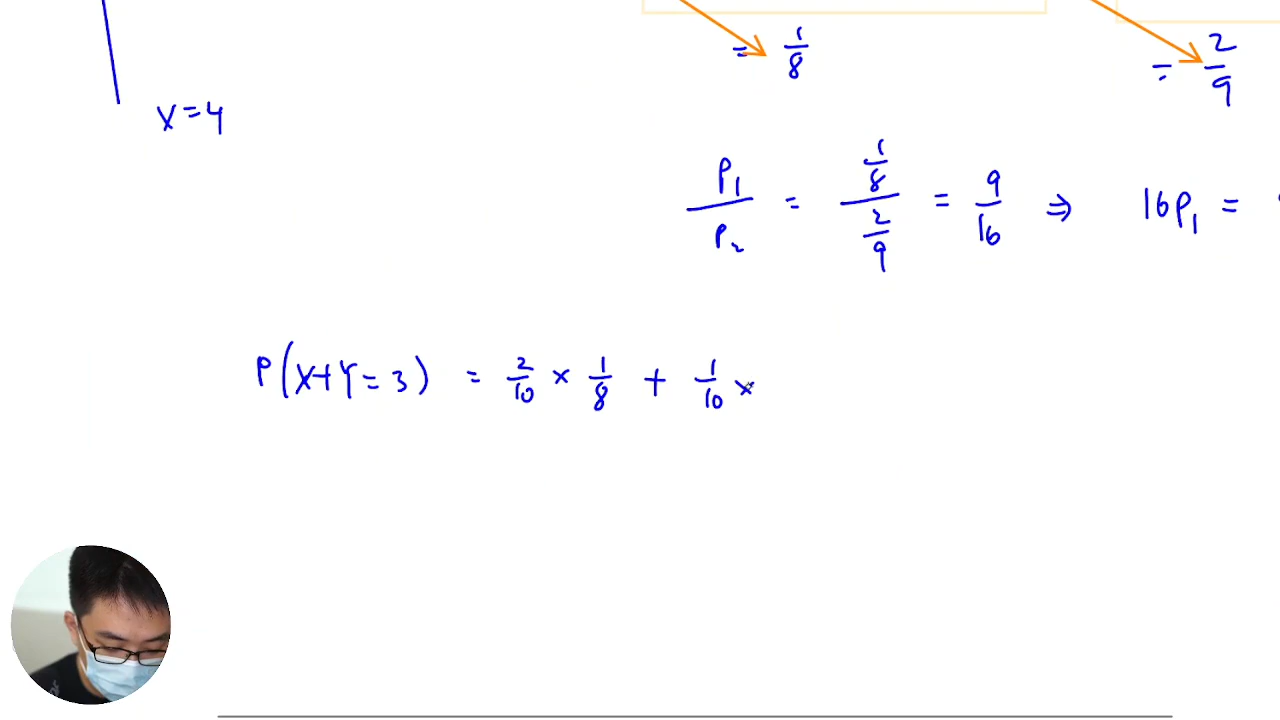 = 1/8
= 2/9
x=4
P₁/P₂ = (1/8)/(2/9) = 9/16 ⇒ 16P₁ =
P(X+Y=3) = 2/10 × 1/8 + 1/10 ×